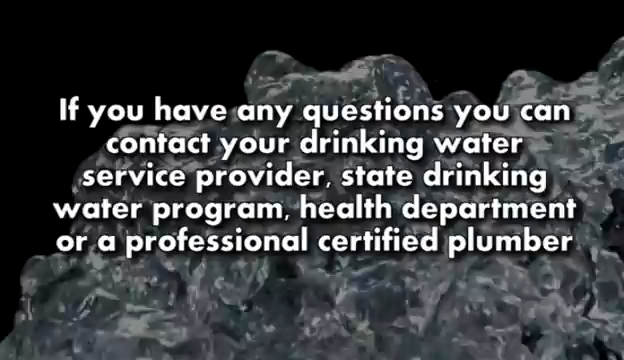 If you have any questions you can
contact your drinking water
service provider, state drinking
water program, health department
or a professional certified plumber